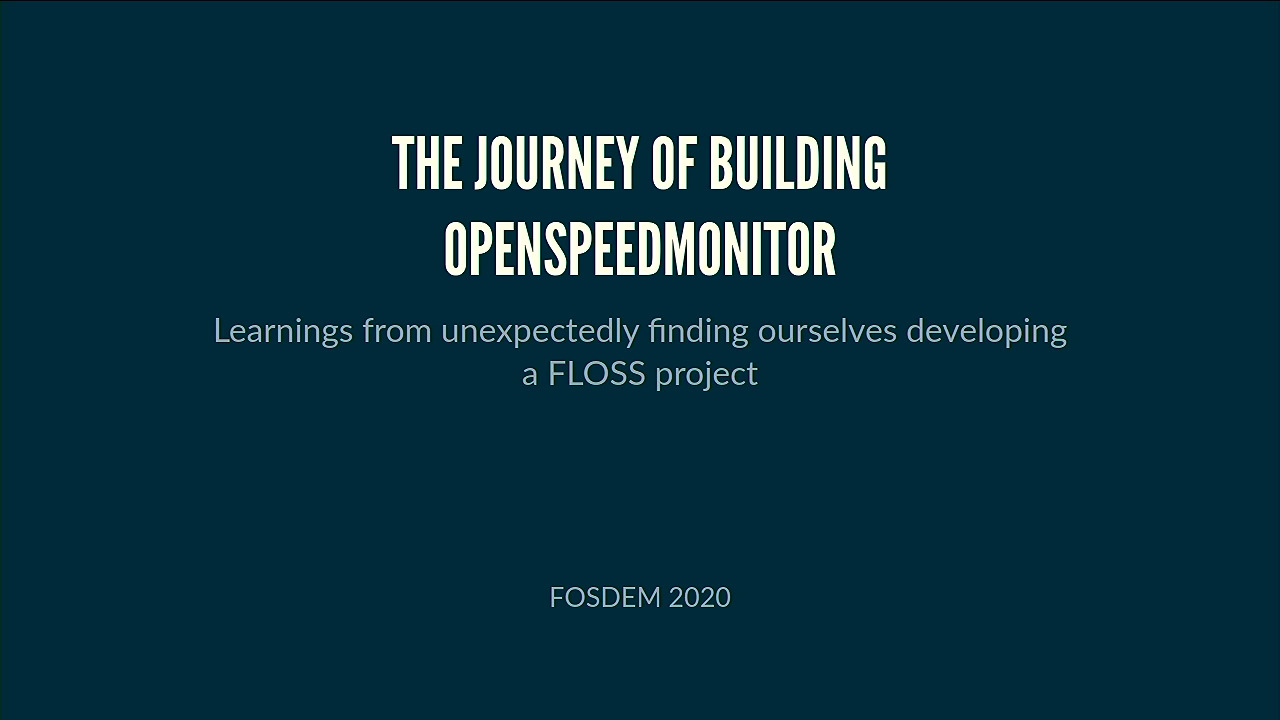 THE JOURNEY OF BUILDING
OPENSPEEDMONITOR
Learnings from unexpectedly finding ourselves developing
a FLOSS project
FOSDEM 2020